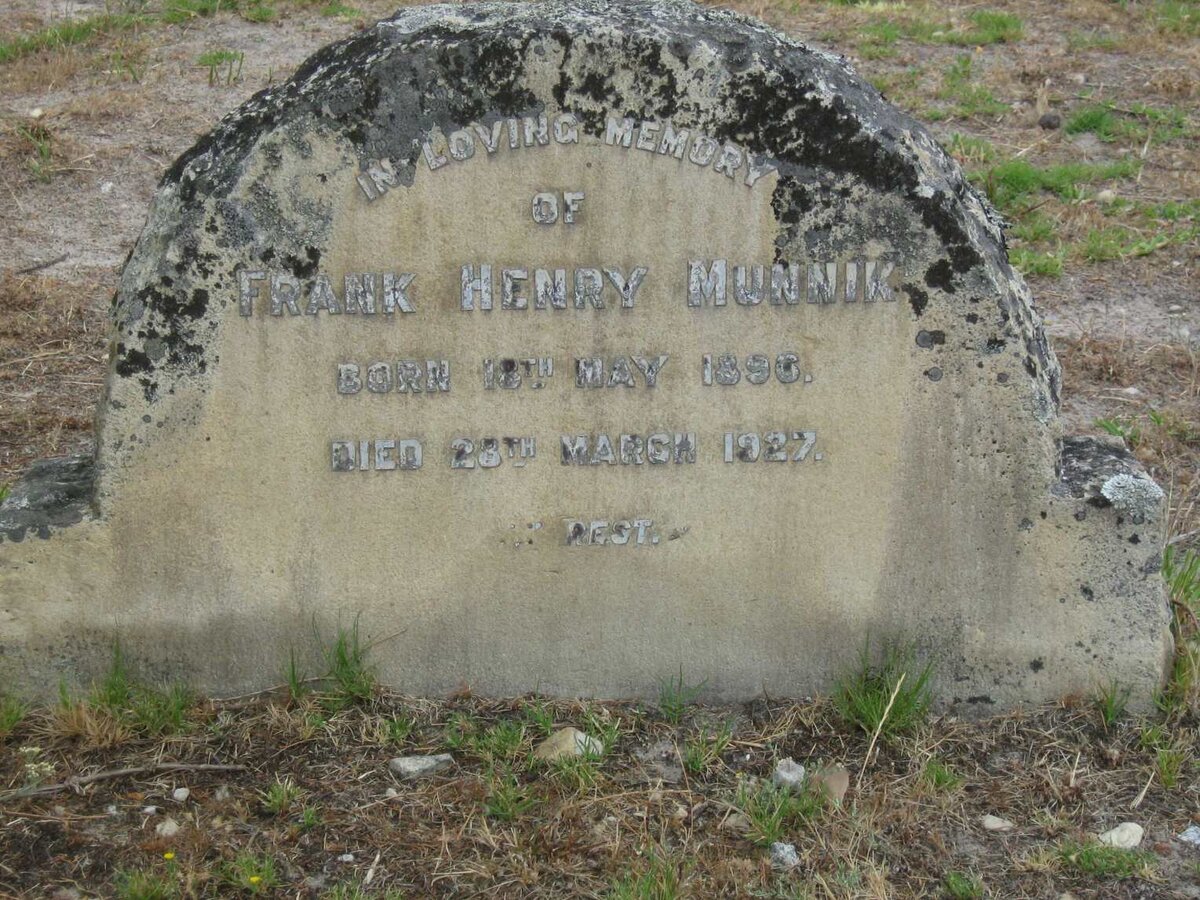 IN LOVING MEMORY
OF
FRANK HENRY MUNNIK
BORN 18TH MAY 1896.
DIED 28TH MARCH 1927.
REST.